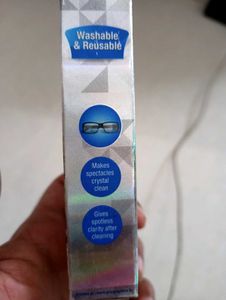 Washable
& Reusable
Makes
spectacles
crystal
clean
Gives
spotless
clarity after
cleaning